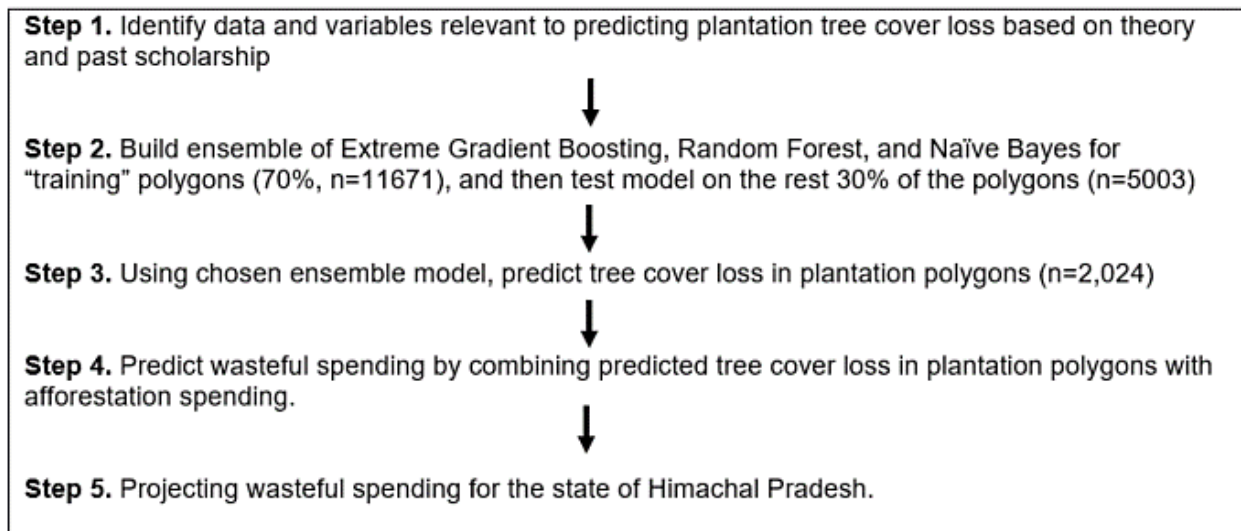 Step 1. Identify data and variables relevant to predicting plantation tree cover loss based on theory
and past scholarship
Step 2. Build ensemble of Extreme Gradient Boosting, Random Forest, and Naïve Bayes for
“training” polygons (70%, n=11671), and then test model on the rest 30% of the polygons (n=5003)
Step 3. Using chosen ensemble model, predict tree cover loss in plantation polygons (n=2,024)
Step 4. Predict wasteful spending by combining predicted tree cover loss in plantation polygons with
afforestation spending.
Step 5. Projecting wasteful spending for the state of Himachal Pradesh.